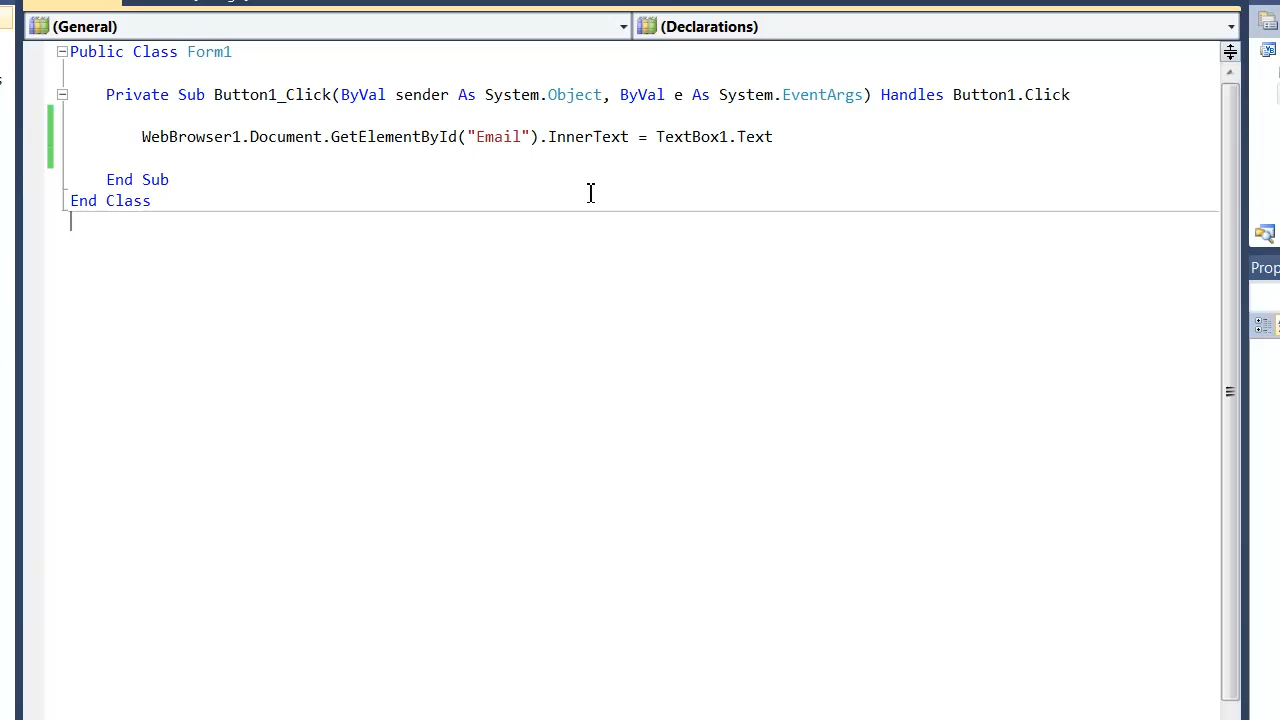 (General)
(Declarations)
Public Class Form1
Private Sub Button1_Click(ByVal sender As System.Object, ByVal e As System.EventArgs) Handles Button1.Click
WebBrowser1.Document.GetElementById("Email").InnerText = TextBox1.Text
End Sub
End Class
Prop